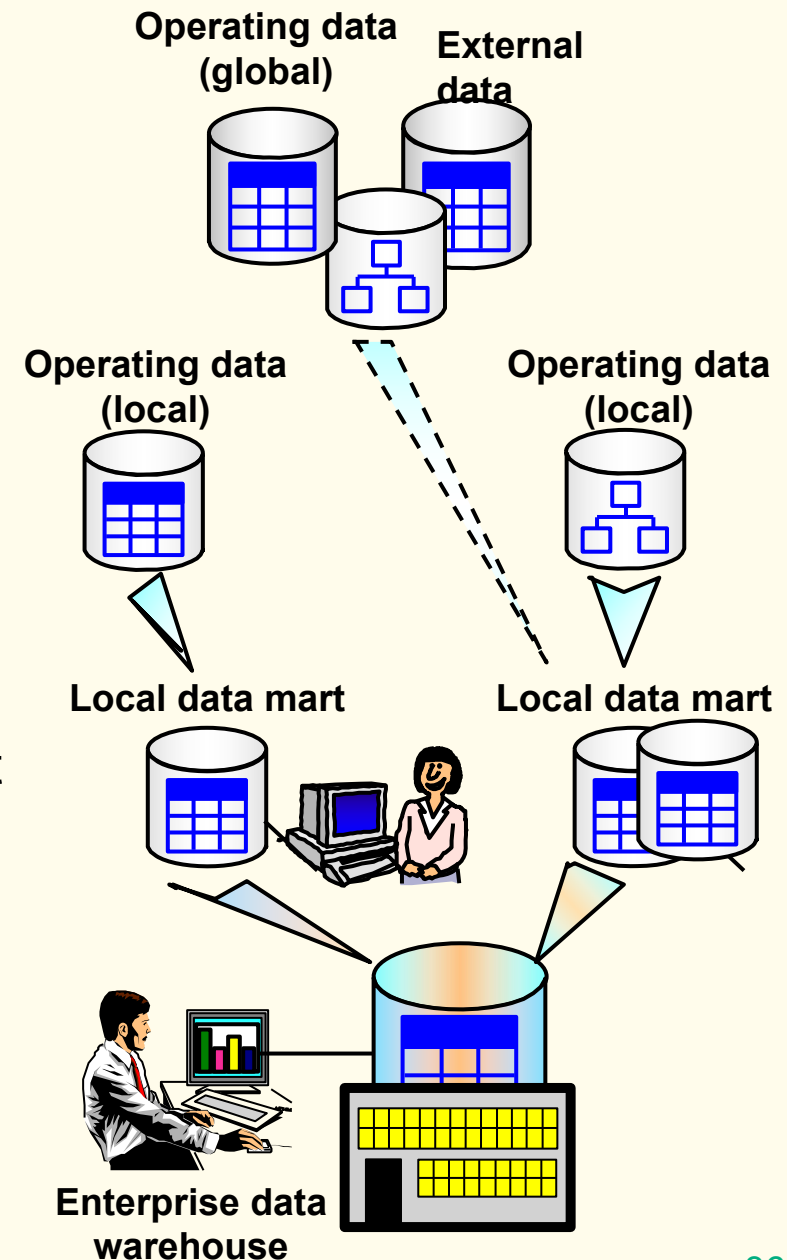 Operating data
(global)
External
data
Operating data
(local)
Operating data
(local)
Local data mart
Local data mart
Enterprise data
warehouse